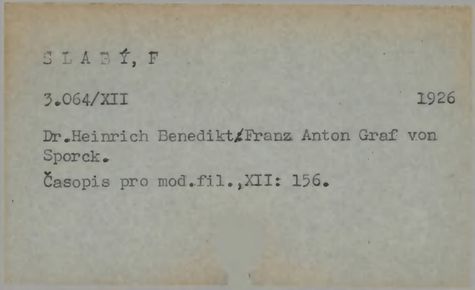 S L A B Ý, F
3.064/XII 1926
Dr.Heinrich Benedikt/Franz Anton Graf von
Sporck.
Časopis pro mod.fil.,XII: 156.